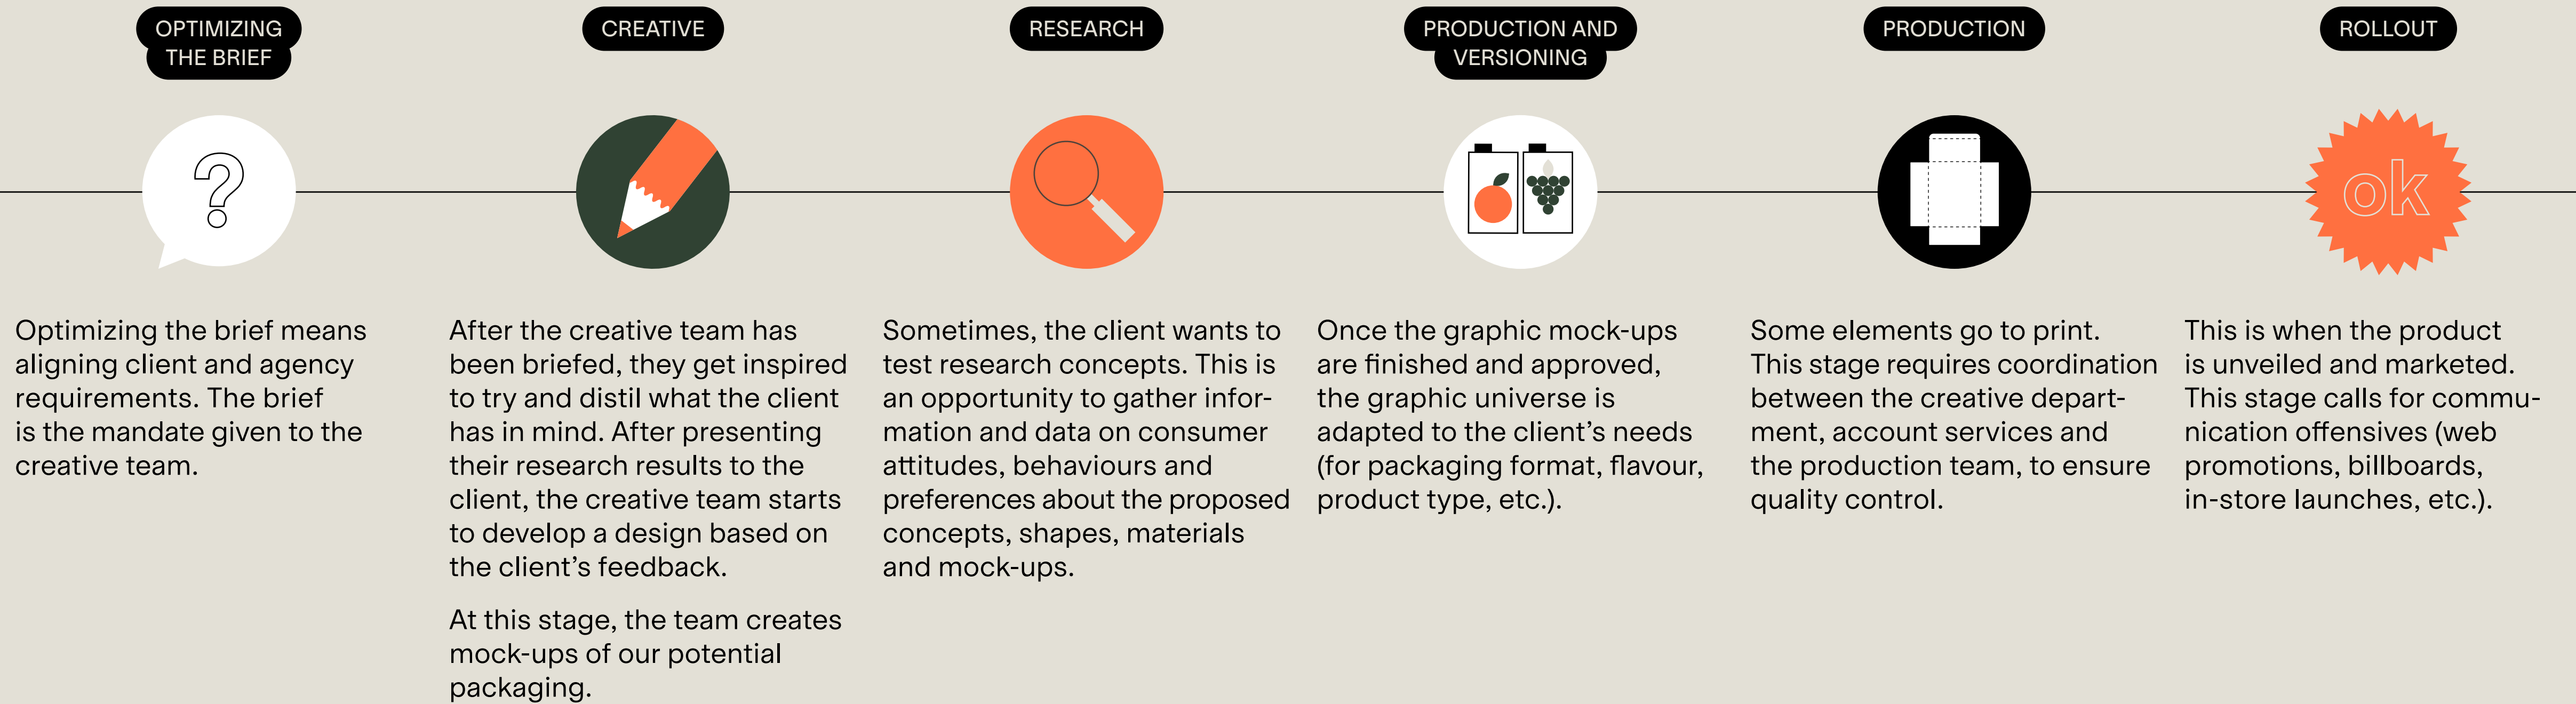 OPTIMIZING
THE BRIEF
?
Optimizing the brief means
aligning client and agency
requirements. The brief
is the mandate given to the
creative team.
CREATIVE
After the creative team has
been briefed, they get inspired
to try and distil what the client
has in mind. After presenting
their research results to the
client, the creative team starts
to develop a design based on
the client’s feedback.
At this stage, the team creates
mock-ups of our potential
packaging.
RESEARCH
Sometimes, the client wants to
test research concepts. This is
an opportunity to gather infor-
mation and data on consumer
attitudes, behaviours and
preferences about the proposed
concepts, shapes, materials
and mock-ups.
PRODUCTION AND
VERSIONING
Once the graphic mock-ups
are finished and approved,
the graphic universe is
adapted to the client’s needs
(for packaging format, flavour,
product type, etc.).
PRODUCTION
Some elements go to print.
This stage requires coordination
between the creative depart-
ment, account services and
the production team, to ensure
quality control.
ROLLOUT
ok
This is when the product
is unveiled and marketed.
This stage calls for commu-
nication offensives (web
promotions, billboards,
in-store launches, etc.).